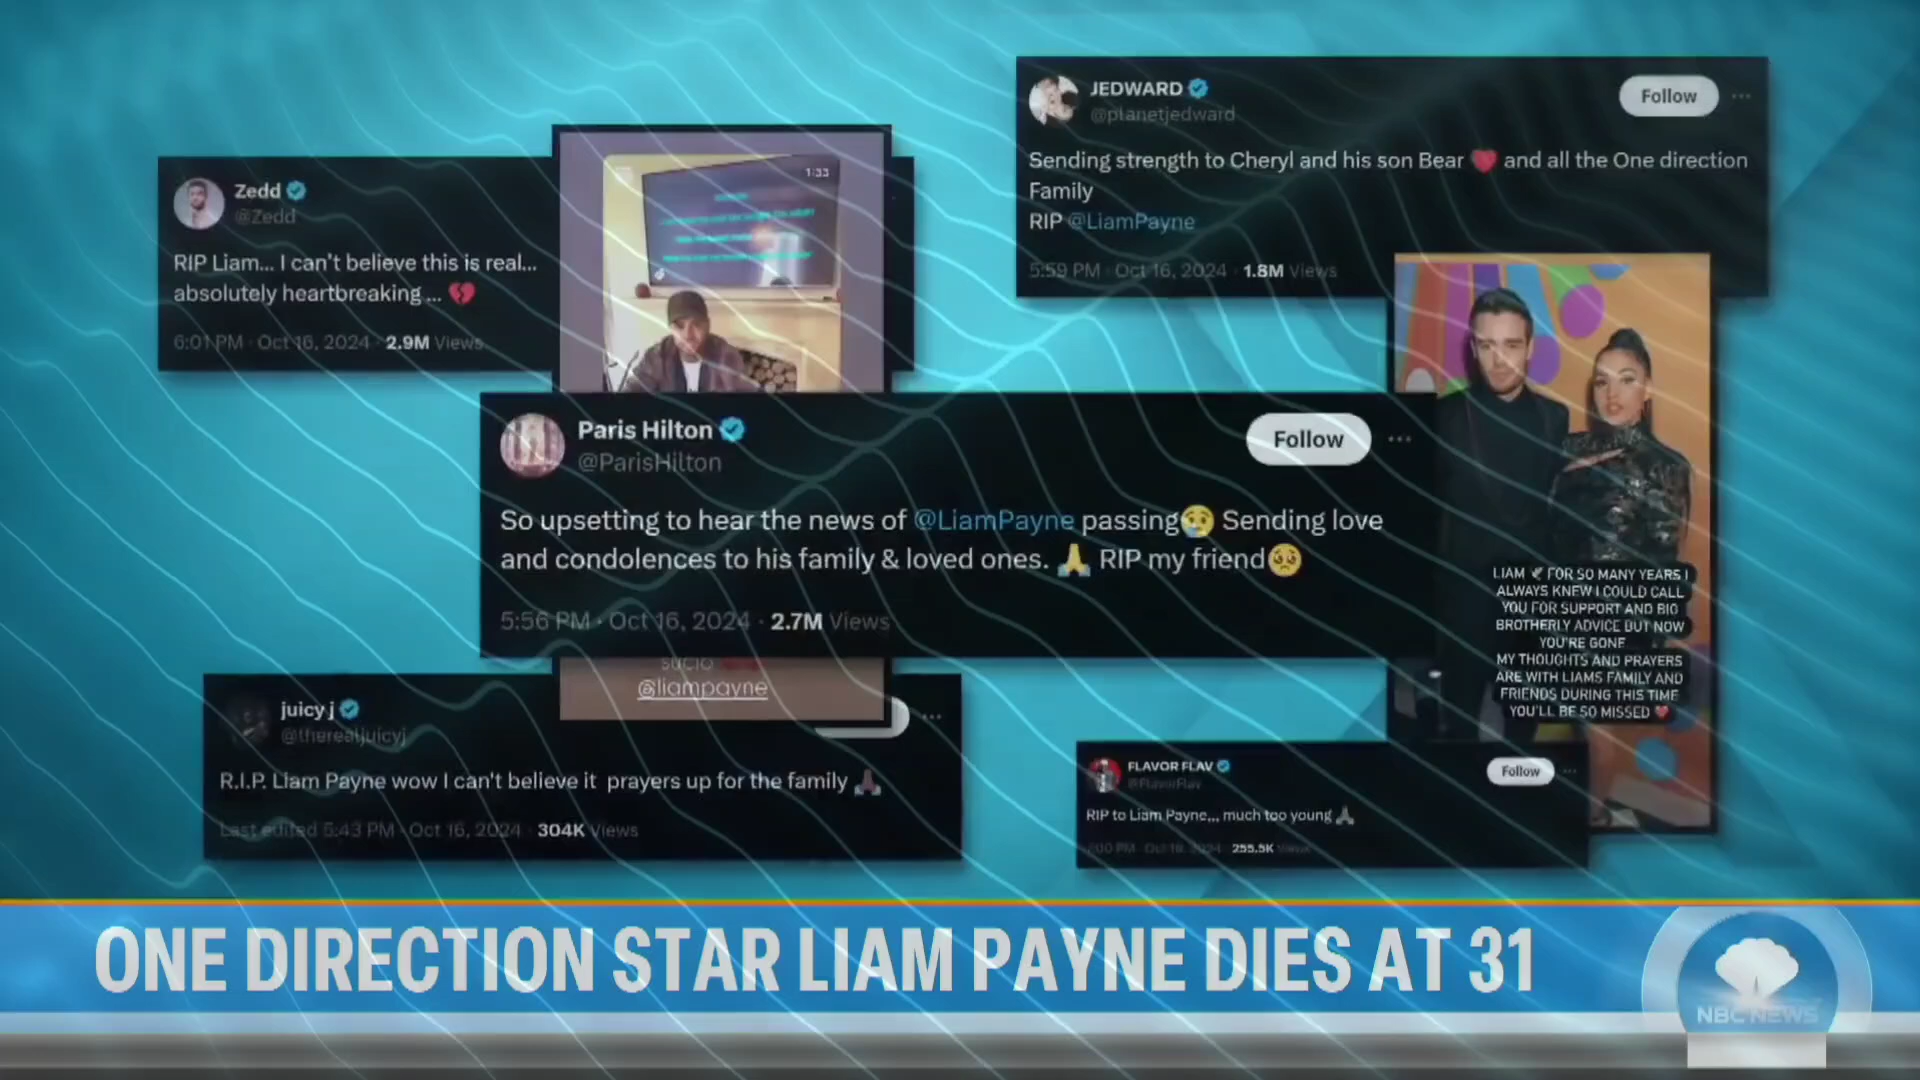 JEDWARD
@planetjedward
Follow
Sending strength to Cheryl and his son Bear ❤️ and all the One direction
Family
RIP @LiamPayne
5:59 PM · Oct 16, 2024 · 1.8M Views
Zedd
@Zedd
RIP Liam... I can't believe this is real...
absolutely heartbreaking ... 💔
6:01 PM · Oct 16, 2024 · 2.9M Views
1:33
Paris Hilton
@ParisHilton
Follow
So upsetting to hear the news of @LiamPayne passing😢 Sending love
and condolences to his family & loved ones. 🙏 RIP my friend🥺
5:56 PM · Oct 16, 2024 · 2.7M Views
LIAM 🕊 FOR SO MANY YEARS I
ALWAYS KNEW I COULD CALL
YOU FOR SUPPORT AND BIG
BROTHERLY ADVICE BUT NOW
YOU'RE GONE
MY THOUGHTS AND PRAYERS
ARE WITH LIAMS FAMILY AND
FRIENDS DURING THIS TIME
YOU'LL BE SO MISSED ❤️
sucio
@liampayne
juicy j
@therealjuicyj
R.I.P. Liam Payne wow I can't believe it prayers up for the family 🙏
Last edited 5:43 PM · Oct 16, 2024 · 304K Views
FLAVOR FLAV
@FlavorFlav
Follow
RIP to Liam Payne,,, much too young 🙏
PM · Oct 16, 2024 · 255.5K Views
ONE DIRECTION STAR LIAM PAYNE DIES AT 31
NBC NEWS